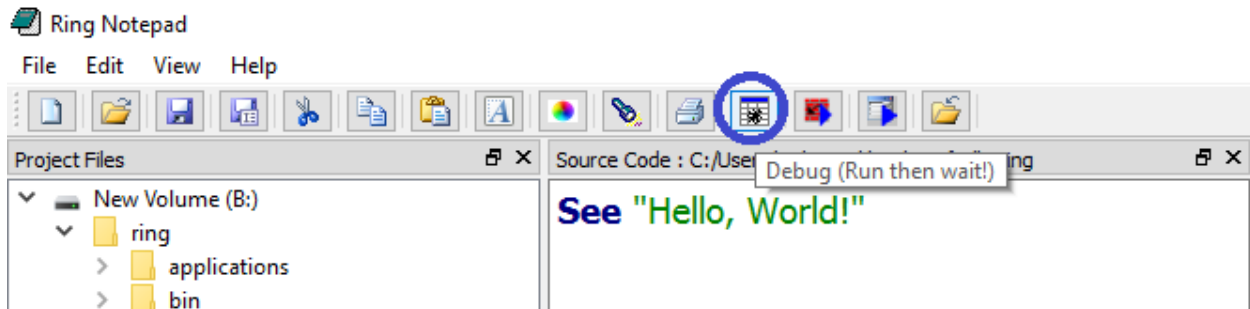 Ring Notepad
File Edit View Help
A
Project Files
Source Code : C:/User ing
Debug (Run then wait!)
New Volume (B:)
See "Hello, World!"
ring
applications
bin